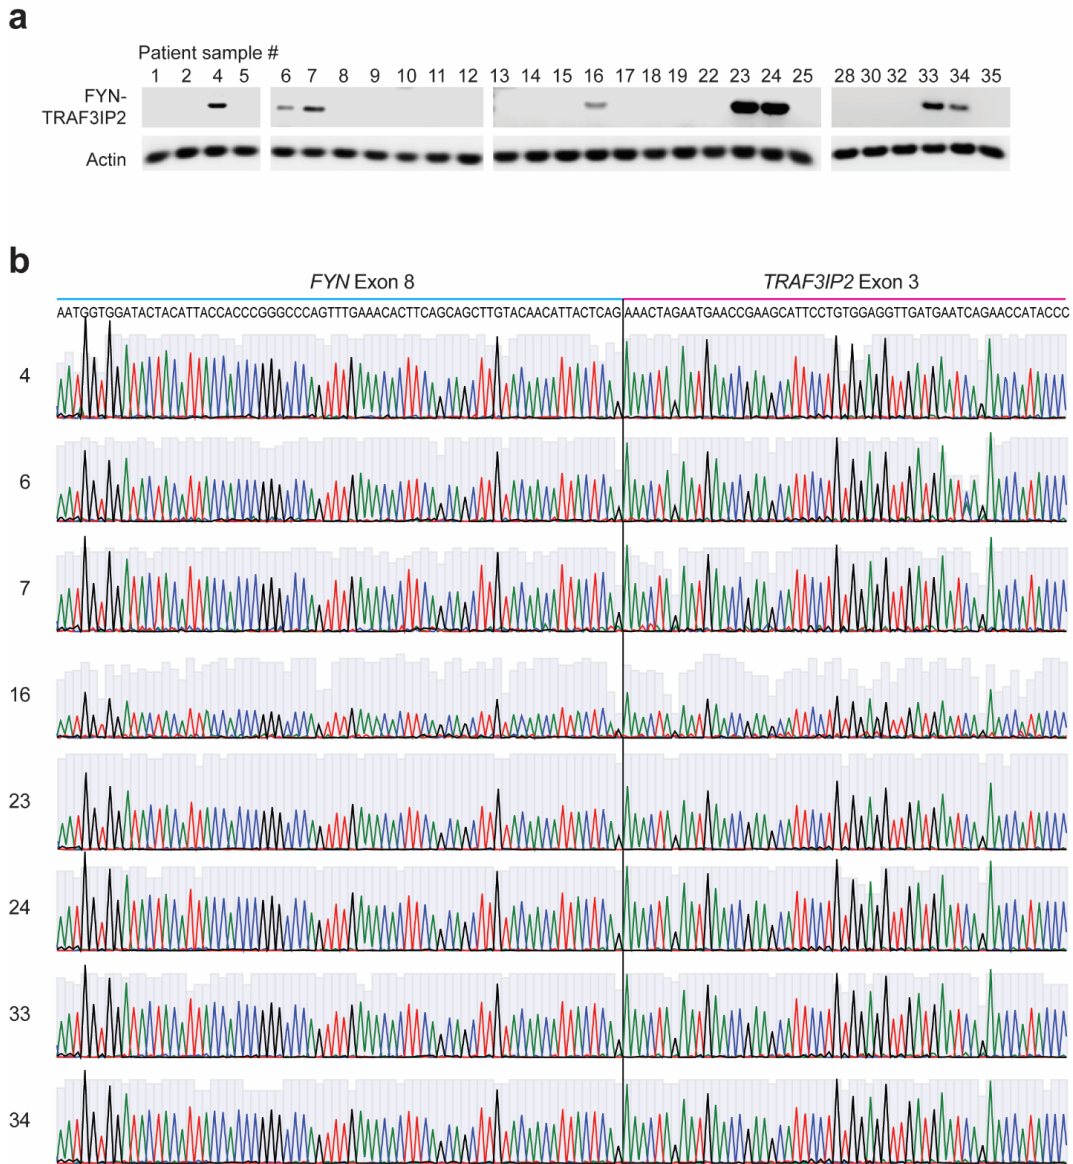 a
Patient sample #
1 2 4 5 6 7 8 9 10 11 12 13 14 15 16 17 18 19 22 23 24 25 28 30 32 33 34 35
FYN-
TRAF3IP2
Actin
b
FYN Exon 8 TRAF3IP2 Exon 3
AATGGTGGATACTACATTACCACCCGGGCCCAGTTTGAAACACTTCAGCAGCTTGTACAACATTACTCAG AAACTAGAATGAACCGAAGCATTCCTGTGGAGGTTGATGAATCAGAACCATACCC
4
6
7
16
23
24
33
34